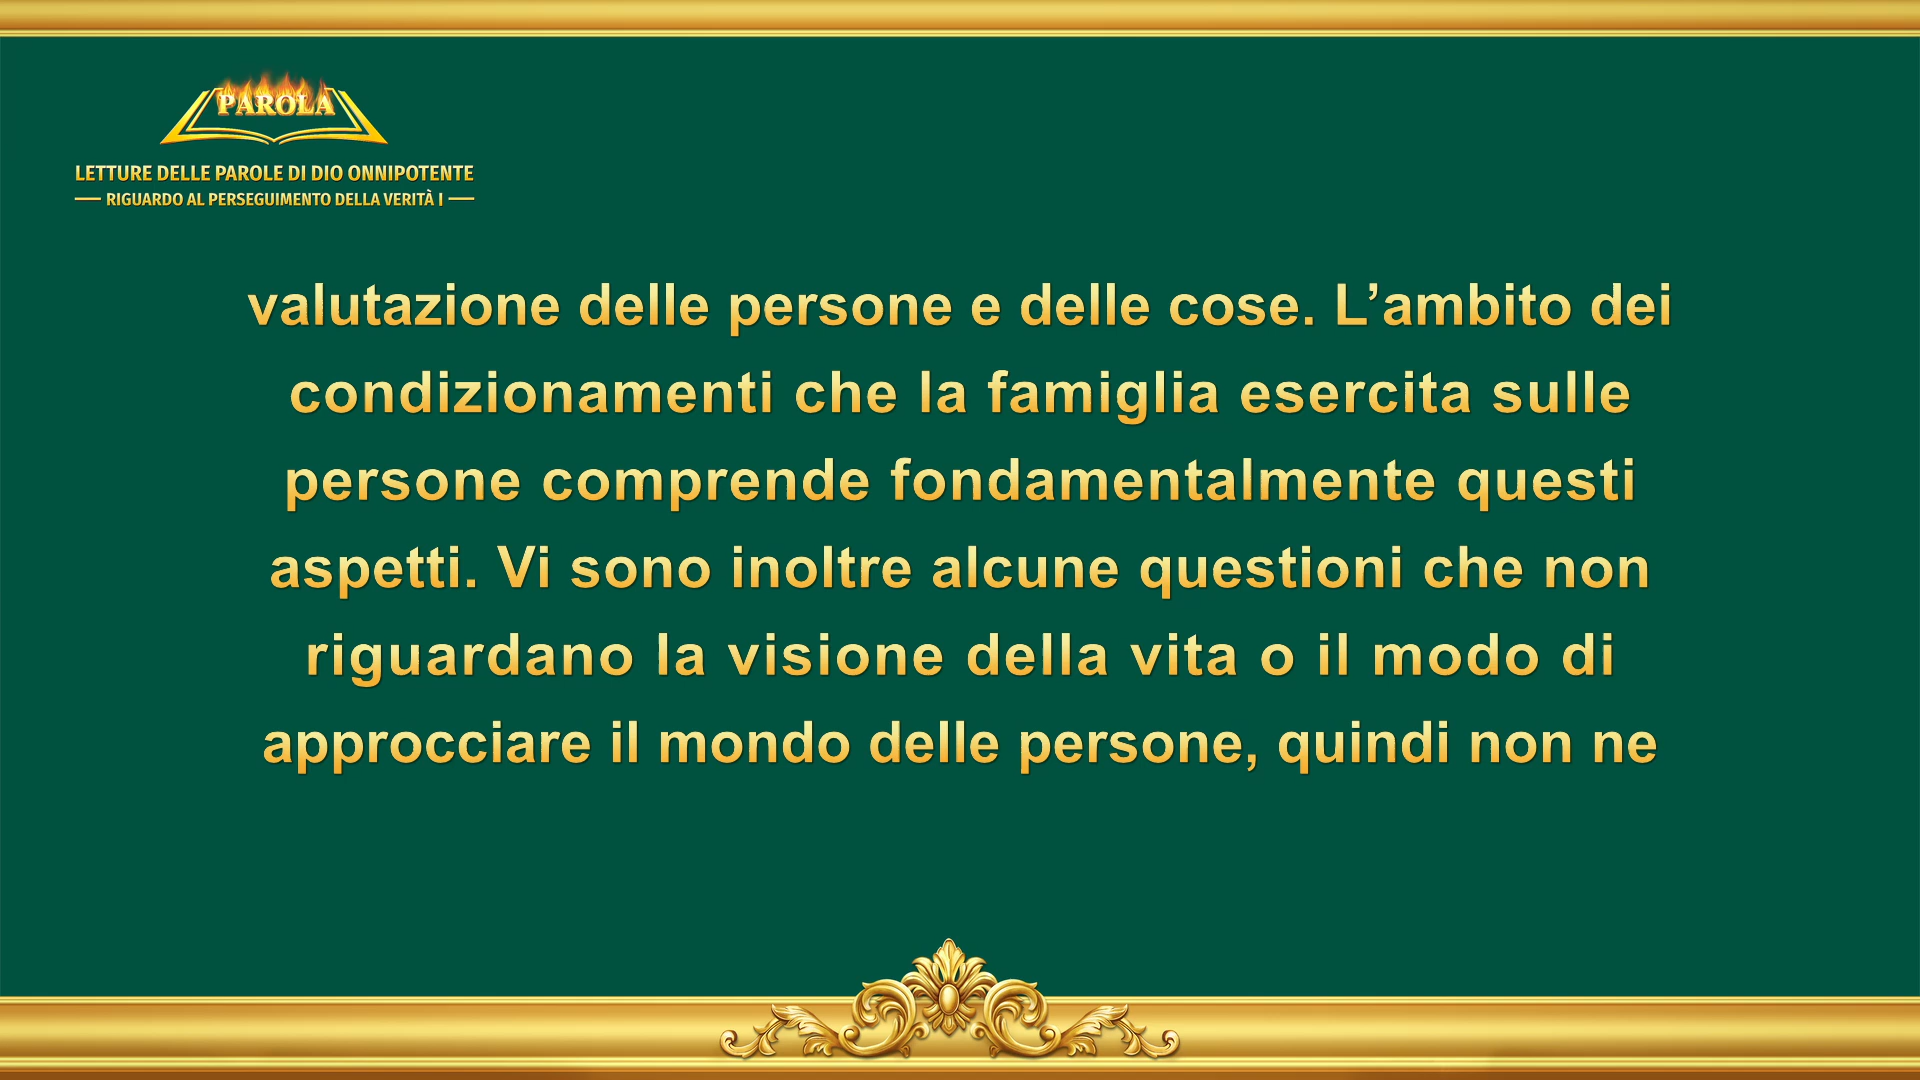 PAROLA
LETTURE DELLE PAROLE DI DIO ONNIPOTENTE
RIGUARDO AL PERSEGUIMENTO DELLA VERITÀ I
valutazione delle persone e delle cose. L’ambito dei
condizionamenti che la famiglia esercita sulle
persone comprende fondamentalmente questi
aspetti. Vi sono inoltre alcune questioni che non
riguardano la visione della vita o il modo di
approcciare il mondo delle persone, quindi non ne